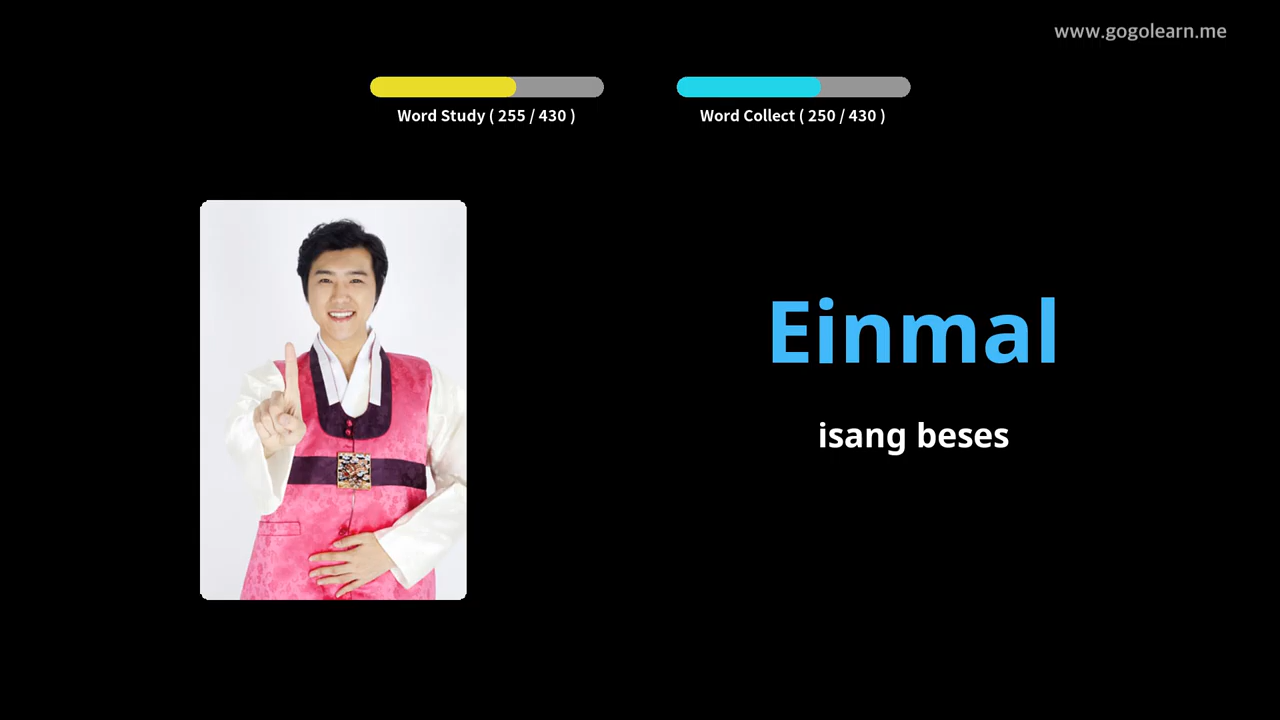 www.gogolearn.me
Word Study ( 255 / 430 )
Word Collect ( 250 / 430 )
Einmal
isang beses